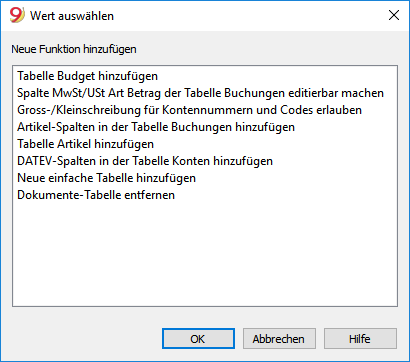 9 Wert auswählen
Neue Funktion hinzufügen
Tabelle Budget hinzufügen
Spalte MwSt/USt Art Betrag der Tabelle Buchungen editierbar machen
Gross-/Kleinschreibung für Kontennummern und Codes erlauben
Artikel-Spalten in der Tabelle Buchungen hinzufügen
Tabelle Artikel hinzufügen
DATEV-Spalten in der Tabelle Konten hinzufügen
Neue einfache Tabelle hinzufügen
Dokumente-Tabelle entfernen
OK Abbrechen Hilfe